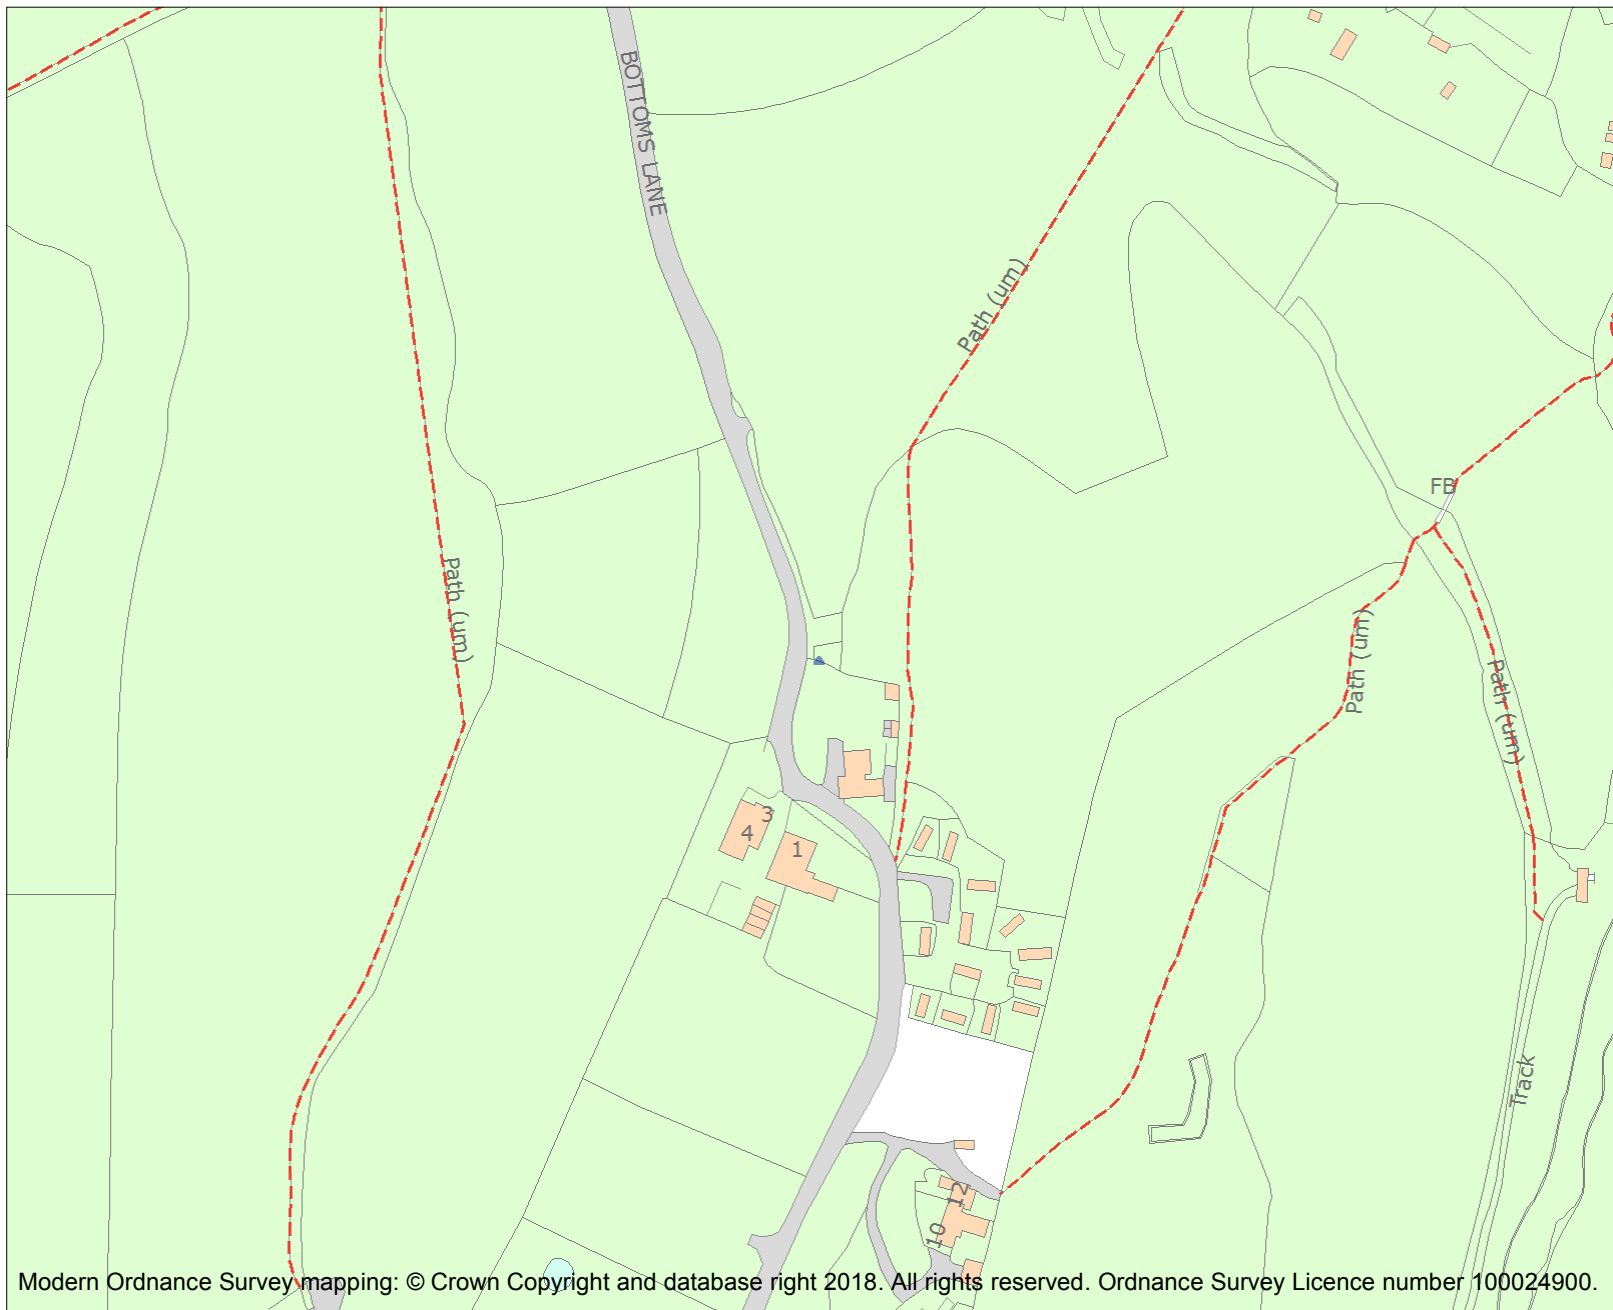 BOTTOMS LANE
Path (um)
FB
Path (um)
Path (um)
Path (um)
3
4
1
Track
12
10
Modern Ordnance Survey mapping: © Crown Copyright and database right 2018. All rights reserved. Ordnance Survey Licence number 100024900.